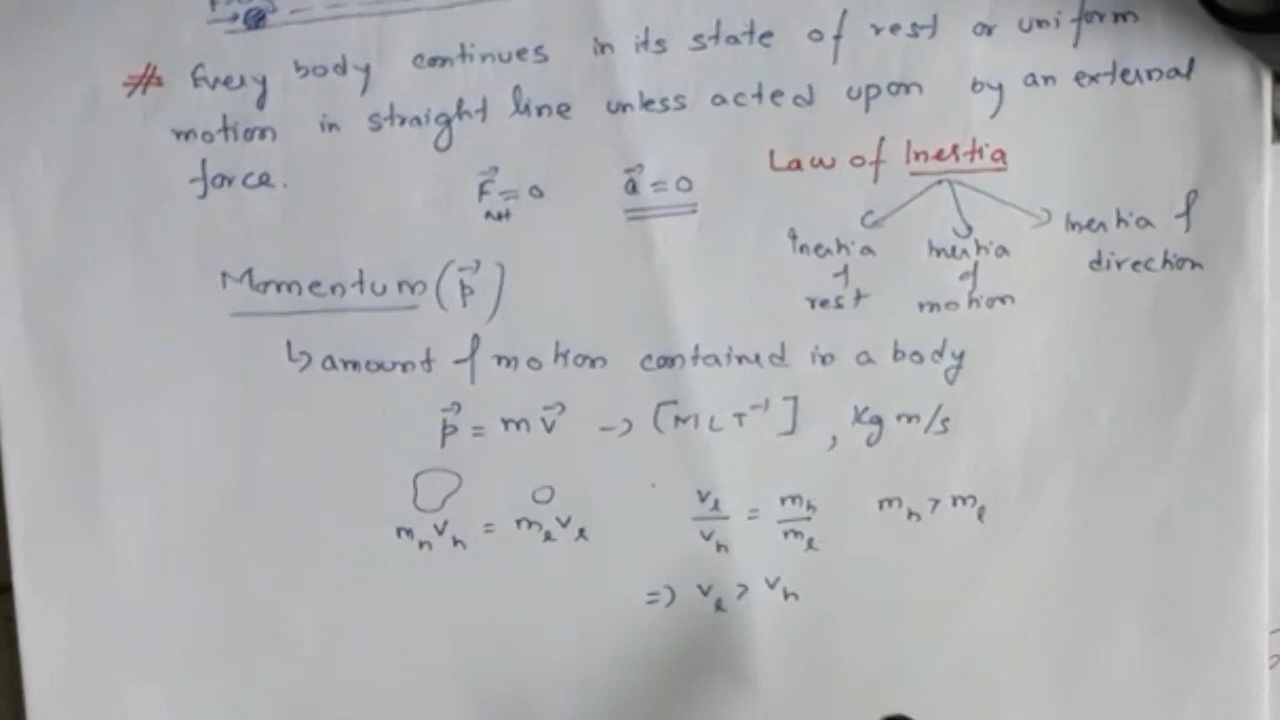 # Every body continues in its state of rest or uniform
motion in straight line unless acted upon by an external
force.
F⃗net = 0 a⃗ = 0
Law of Inertia
Inertia of rest
Inertia of motion
Inertia of direction
Momentum (p⃗)
↳ amount of motion contained in a body
p⃗ = mv⃗ → [MLT⁻¹], Kg m/s
mₕvₕ = mₗvₗ
vₗ/vₕ = mₕ/mₗ mₕ > mₗ
⇒ vₗ > vₕ